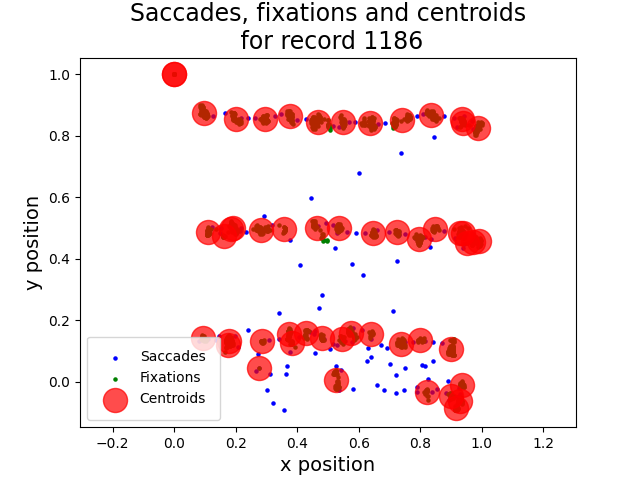 Saccades, fixations and centroids
for record 1186
y position
1.0
0.8
0.6
0.4
0.2
0.0
Saccades
Fixations
Centroids
−0.2
0.0
0.2
0.4
0.6
0.8
1.0
1.2
x position